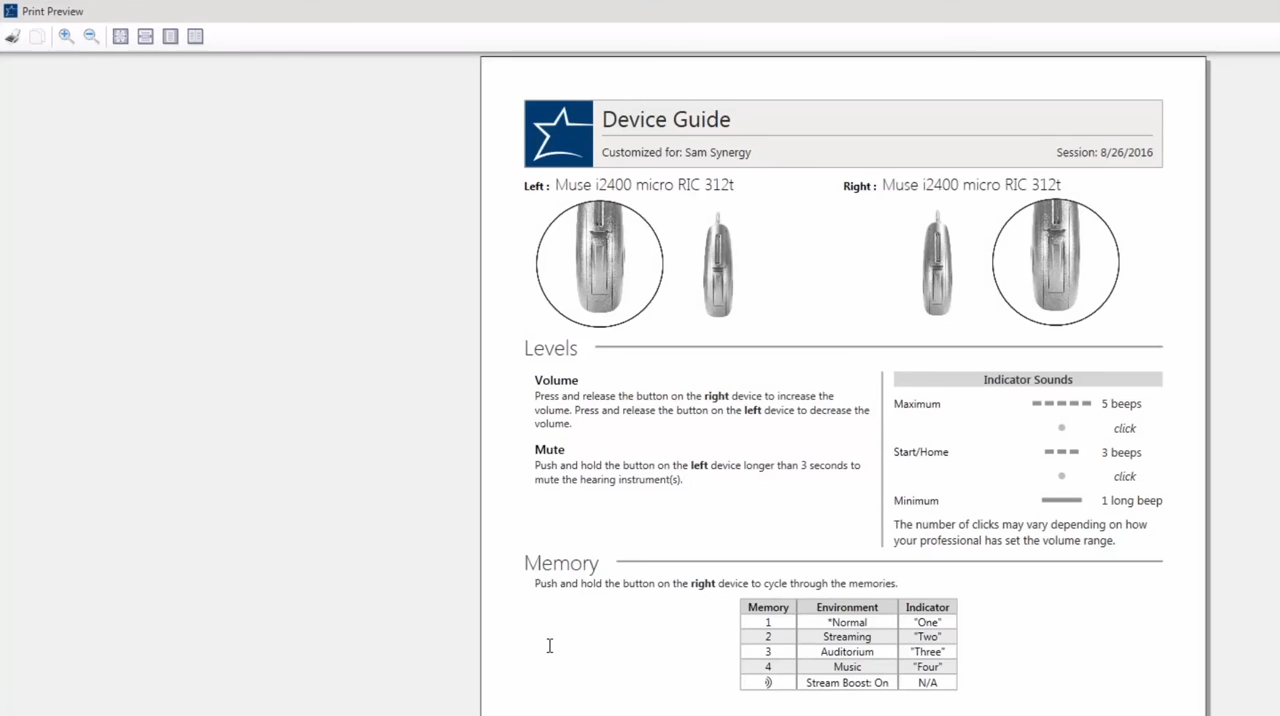 Print Preview
Device Guide
Customized for: Sam Synergy
Session: 8/26/2016
Left : Muse i2400 micro RIC 312t
Right : Muse i2400 micro RIC 312t
Levels
Volume
Press and release the button on the right device to increase the
volume. Press and release the button on the left device to decrease the
volume.
Mute
Push and hold the button on the left device longer than 3 seconds to
mute the hearing instrument(s).
Indicator Sounds
Maximum 5 beeps
click
Start/Home 3 beeps
click
Minimum 1 long beep
The number of clicks may vary depending on how
your professional has set the volume range.
Memory
Push and hold the button on the right device to cycle through the memories.
Memory Environment Indicator
1 *Normal "One"
2 Streaming "Two"
3 Auditorium "Three"
4 Music "Four"
Stream Boost: On N/A